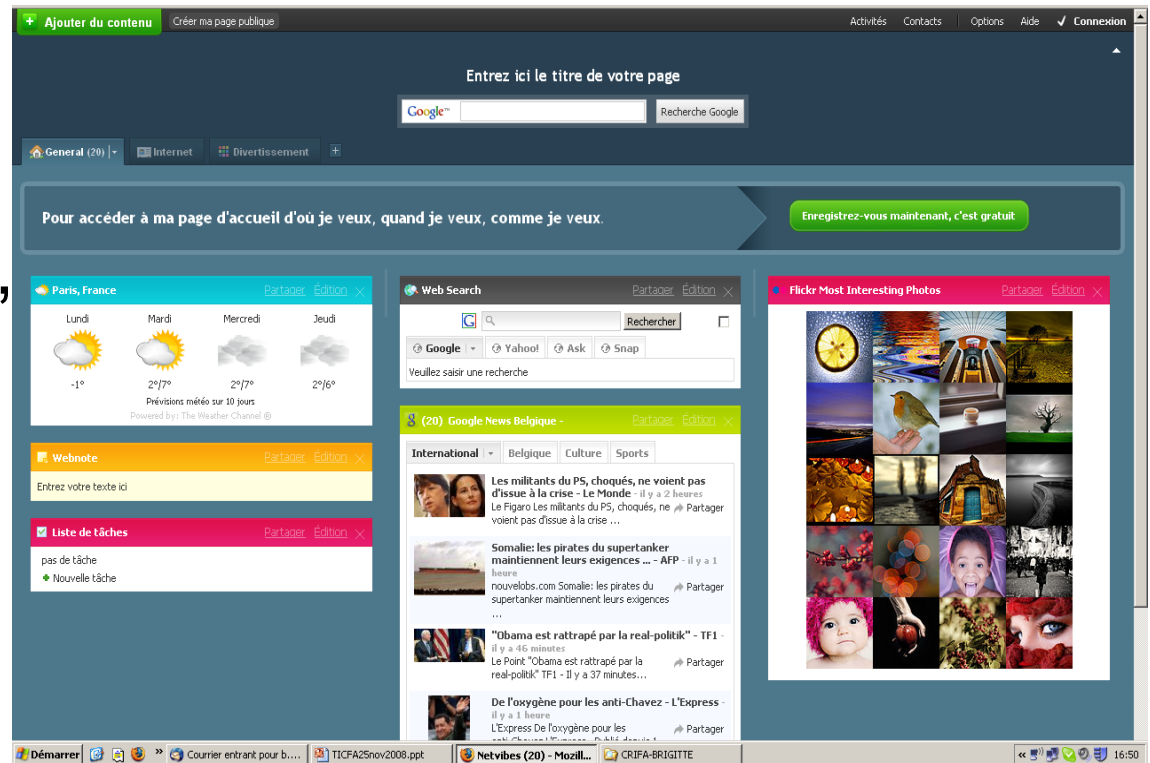 Ajouter du contenu
Créer ma page publique
Activités Contacts Options Aide ✓ Connexion
Entrez ici le titre de votre page
Google™
Recherche Google
General (20)
Internet
Divertissement
Pour accéder à ma page d'accueil d'où je veux, quand je veux, comme je veux.
Enregistrez-vous maintenant, c'est gratuit
,
Paris, France Partager Édition
Lundi Mardi Mercredi Jeudi
-1° 2°/7° 2°/7° 2°/6°
Prévisions météo sur 10 jours
Powered by: The Weather Channel ®
Webnote Partager Édition
Entrez votre texte ici
Liste de tâches Partager Édition
pas de tâche
Nouvelle tâche
Web Search Partager Édition
G
Rechercher
Google Yahoo! Ask Snap
Veuillez saisir une recherche
(20) Google News Belgique - Partager Édition
International Belgique Culture Sports
Les militants du PS, choqués, ne voient pas
d'issue à la crise - Le Monde - il y a 2 heures
Le Figaro Les militants du PS, choqués, ne Partager
voient pas d'issue à la crise ...
Somalie: les pirates du supertanker
maintiennent leurs exigences ... - AFP - il y a 1
heure
nouvelobs.com Somalie: les pirates du Partager
supertanker maintiennent leurs exigences
...
"Obama est rattrapé par la real-politik" - TF1 -
il y a 46 minutes
Le Point "Obama est rattrapé par la Partager
real-politik" TF1 - Il y a 37 minutes...
De l'oxygène pour les anti-Chavez - L'Express -
il y a 1 heure
L'Express De l'oxygène pour les Partager
Flickr Most Interesting Photos Partager Édition
Démarrer
»
Courrier entrant pour b....
TICFA25nov2008.ppt
Netvibes (20) - Mozill...
CRIFA-BRIGITTE
«
16:50